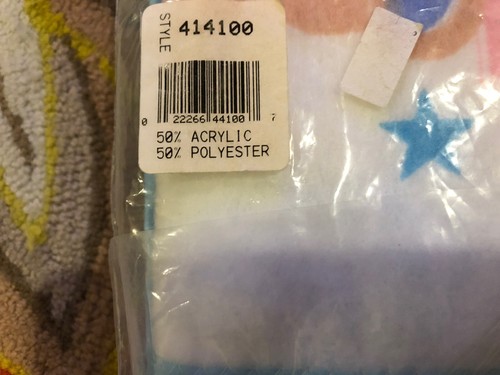 STYLE 414100
0 22266 44100 7
50% ACRYLIC
50% POLYESTER